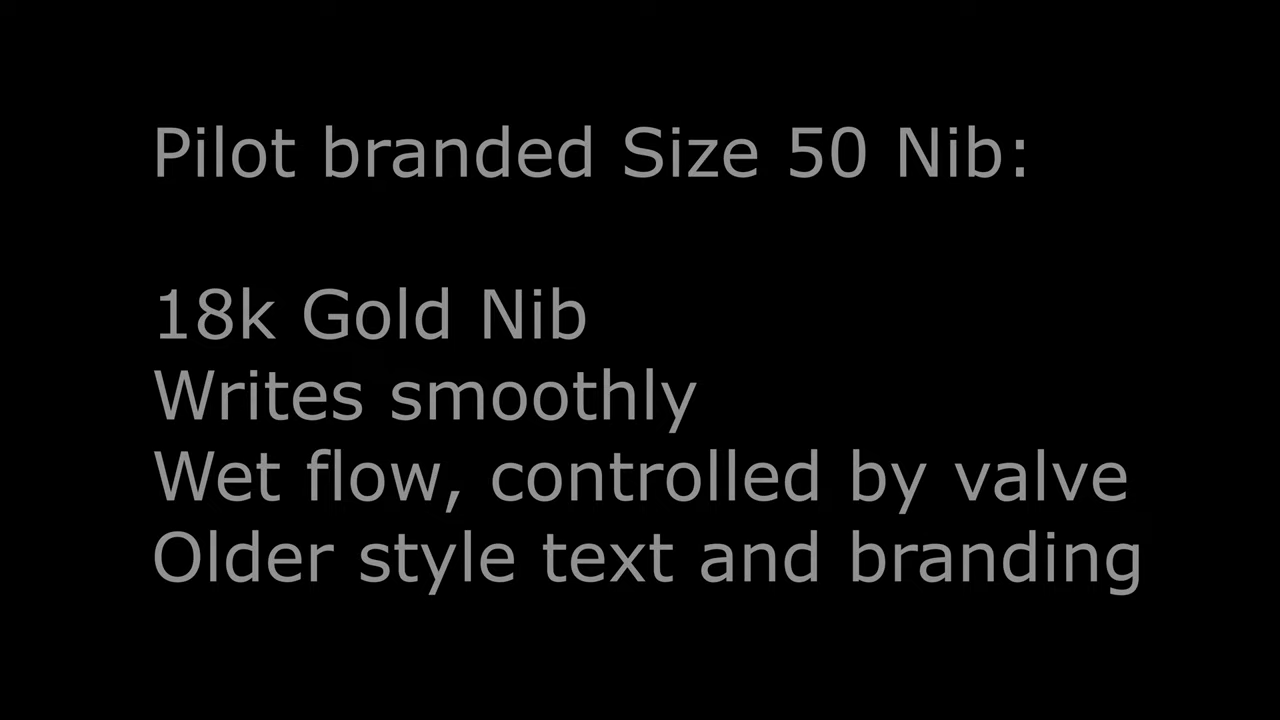 Pilot branded Size 50 Nib:
18k Gold Nib
Writes smoothly
Wet flow, controlled by valve
Older style text and branding